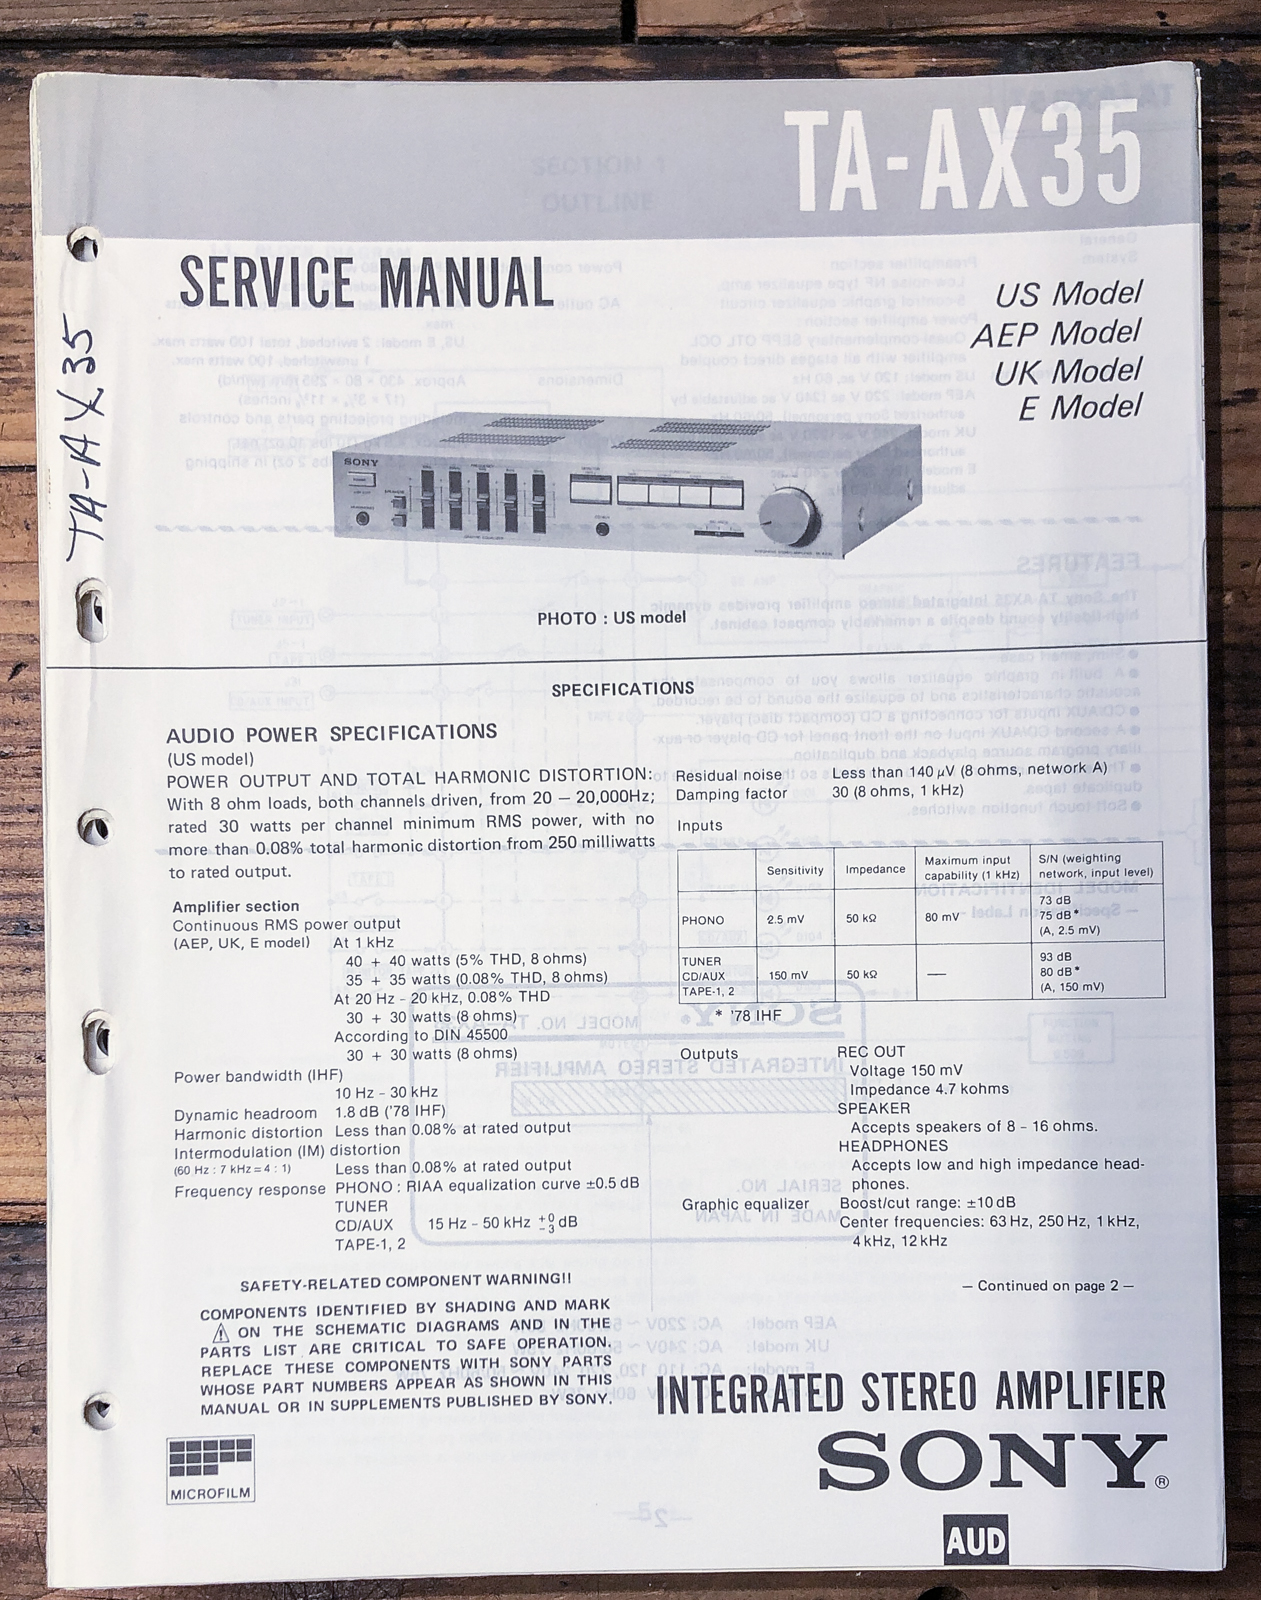 TA-AX35
SERVICE MANUAL
US Model
AEP Model
UK Model
E Model
TA-AX35
SONY
PHOTO : US model
SPECIFICATIONS
AUDIO POWER SPECIFICATIONS
(US model)
POWER OUTPUT AND TOTAL HARMONIC DISTORTION:
With 8 ohm loads, both channels driven, from 20 – 20,000Hz;
rated 30 watts per channel minimum RMS power, with no
more than 0.08% total harmonic distortion from 250 milliwatts
to rated output.
Amplifier section
Continuous RMS power output
(AEP, UK, E model) At 1 kHz
40 + 40 watts (5% THD, 8 ohms)
35 + 35 watts (0.08% THD, 8 ohms)
At 20 Hz – 20 kHz, 0.08% THD
30 + 30 watts (8 ohms)
According to DIN 45500
30 + 30 watts (8 ohms)
Power bandwidth (IHF)
10 Hz – 30 kHz
Dynamic headroom 1.8 dB ('78 IHF)
Harmonic distortion Less than 0.08% at rated output
Intermodulation (IM) distortion
(60 Hz : 7 kHz = 4 : 1) Less than 0.08% at rated output
Frequency response PHONO : RIAA equalization curve ±0.5 dB
TUNER
CD/AUX 15 Hz – 50 kHz +0 −3 dB
TAPE-1, 2
SAFETY-RELATED COMPONENT WARNING!!
COMPONENTS IDENTIFIED BY SHADING AND MARK
⚠ ON THE SCHEMATIC DIAGRAMS AND IN THE
PARTS LIST ARE CRITICAL TO SAFE OPERATION.
REPLACE THESE COMPONENTS WITH SONY PARTS
WHOSE PART NUMBERS APPEAR AS SHOWN IN THIS
MANUAL OR IN SUPPLEMENTS PUBLISHED BY SONY.
Residual noise Less than 140 μV (8 ohms, network A)
Damping factor 30 (8 ohms, 1 kHz)
Inputs
Sensitivity Impedance Maximum input capability (1 kHz) S/N (weighting network, input level)
PHONO 2.5 mV 50 kΩ 80 mV 73 dB 75 dB* (A, 2.5 mV)
TUNER CD/AUX TAPE-1, 2 150 mV 50 kΩ — 93 dB 80 dB* (A, 150 mV)
* '78 IHF
Outputs REC OUT
Voltage 150 mV
Impedance 4.7 kohms
SPEAKER
Accepts speakers of 8 – 16 ohms.
HEADPHONES
Accepts low and high impedance head-
phones.
Graphic equalizer Boost/cut range: ±10 dB
Center frequencies: 63 Hz, 250 Hz, 1 kHz,
4 kHz, 12 kHz
— Continued on page 2 —
INTEGRATED STEREO AMPLIFIER
SONY®
AUD
MICROFILM